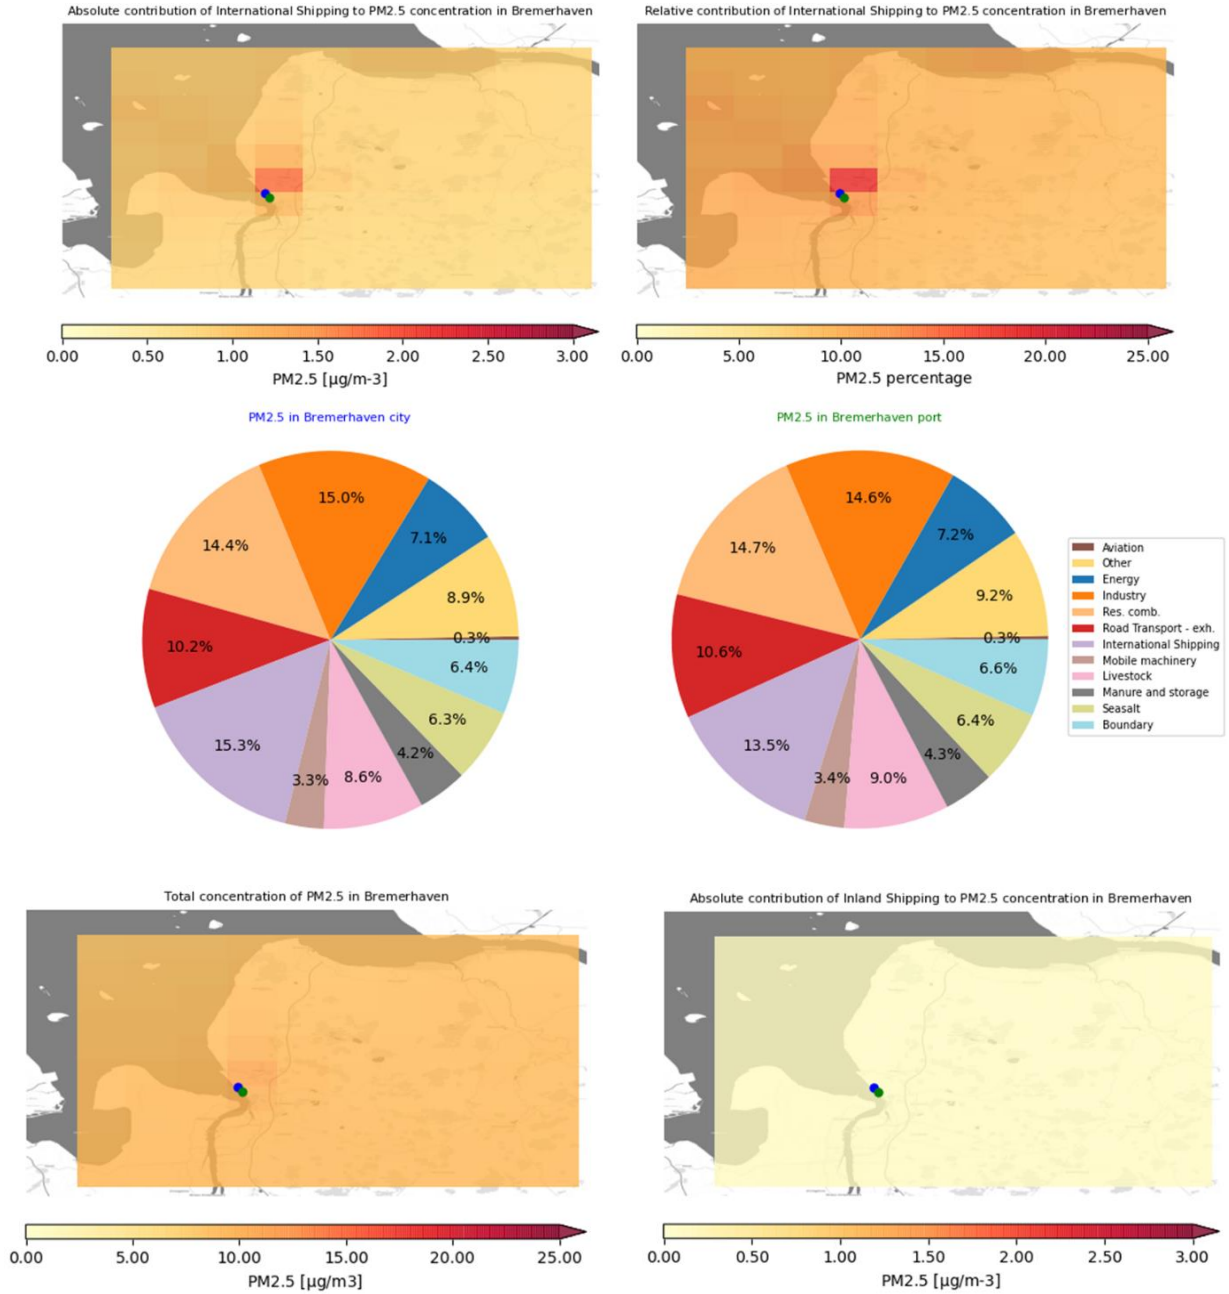 Absolute contribution of International Shipping to PM2.5 concentration in Bremerhaven
Relative contribution of International Shipping to PM2.5 concentration in Bremerhaven
0.00 0.50 1.00 1.50 2.00 2.50 3.00
PM2.5 [µg/m-3]
0.00 5.00 10.00 15.00 20.00 25.00
PM2.5 percentage
PM2.5 in Bremerhaven city
15.0%
7.1%
14.4%
8.9%
0.3%
10.2%
6.4%
6.3%
15.3%
4.2%
3.3%
8.6%
PM2.5 in Bremerhaven port
14.6%
7.2%
14.7%
9.2%
0.3%
10.6%
6.6%
6.4%
13.5%
4.3%
3.4%
9.0%
Aviation
Other
Energy
Industry
Res. comb.
Road Transport - exh.
International Shipping
Mobile machinery
Livestock
Manure and storage
Seasalt
Boundary
Total concentration of PM2.5 in Bremerhaven
Absolute contribution of Inland Shipping to PM2.5 concentration in Bremerhaven
0.00 5.00 10.00 15.00 20.00 25.00
PM2.5 [µg/m3]
0.00 0.50 1.00 1.50 2.00 2.50 3.00
PM2.5 [µg/m-3]